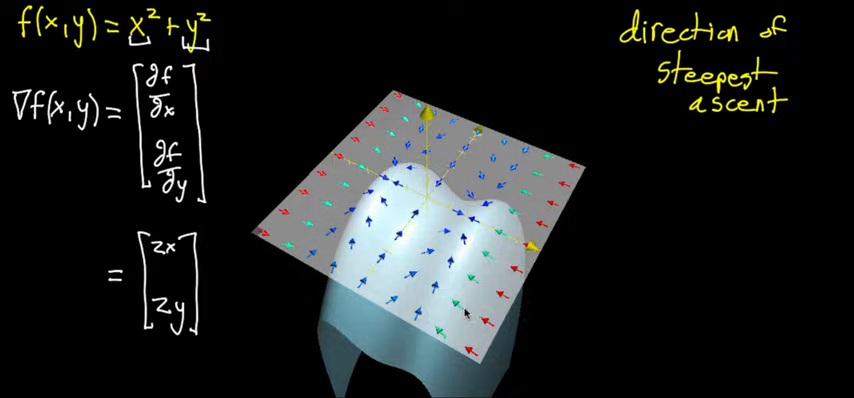 f(x,y) = x² + y²
direction of
steepest
ascent
∇f(x,y) = [∂f/∂x
∂f/∂y]
= [2x
2y]